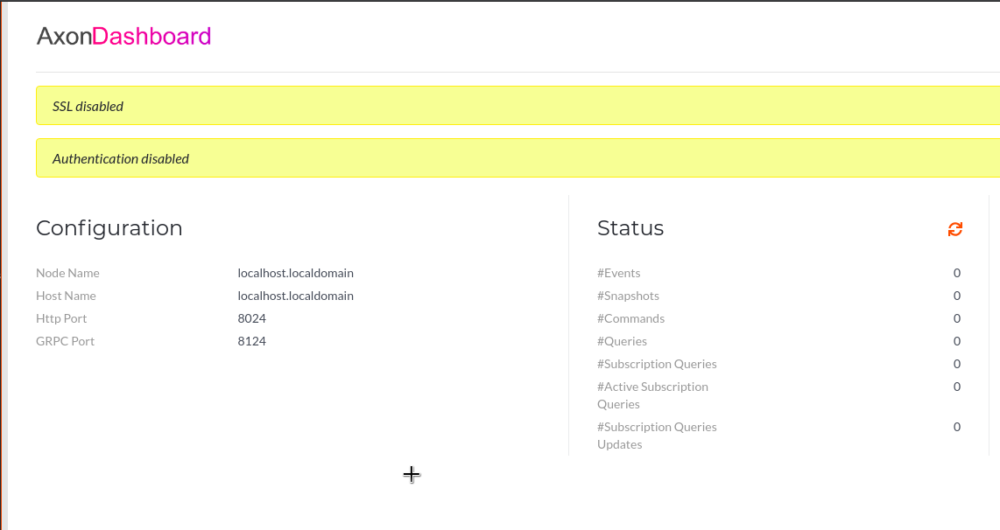 AxonDashboard
SSL disabled
Authentication disabled
Configuration
Node Name localhost.localdomain
Host Name localhost.localdomain
Http Port 8024
GRPC Port 8124
Status
#Events 0
#Snapshots 0
#Commands 0
#Queries 0
#Subscription Queries 0
#Active Subscription 0
Queries
#Subscription Queries 0
Updates